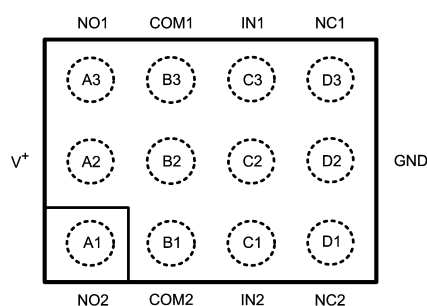 NO1 COM1 IN1 NC1
A3 B3 C3 D3
V+ A2 B2 C2 D2 GND
A1 B1 C1 D1
NO2 COM2 IN2 NC2